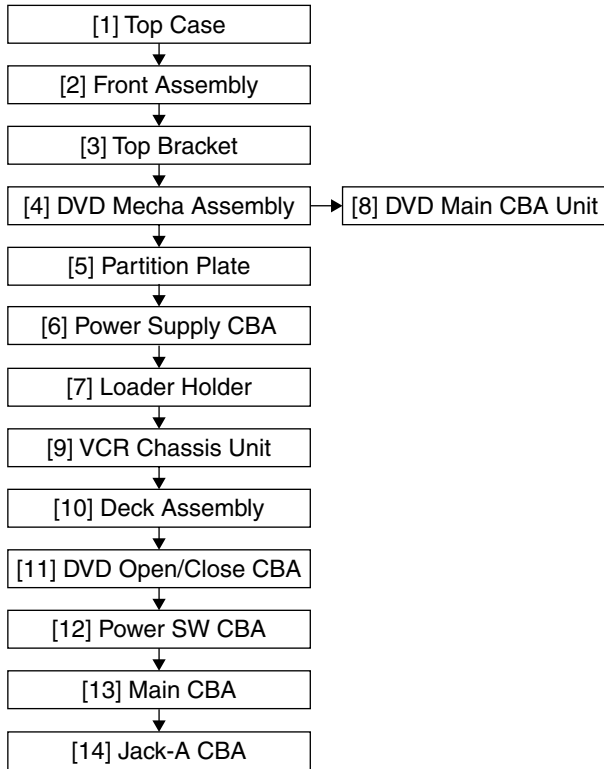 [1] Top Case
[2] Front Assembly
[3] Top Bracket
[4] DVD Mecha Assembly
[8] DVD Main CBA Unit
[5] Partition Plate
[6] Power Supply CBA
[7] Loader Holder
[9] VCR Chassis Unit
[10] Deck Assembly
[11] DVD Open/Close CBA
[12] Power SW CBA
[13] Main CBA
[14] Jack-A CBA